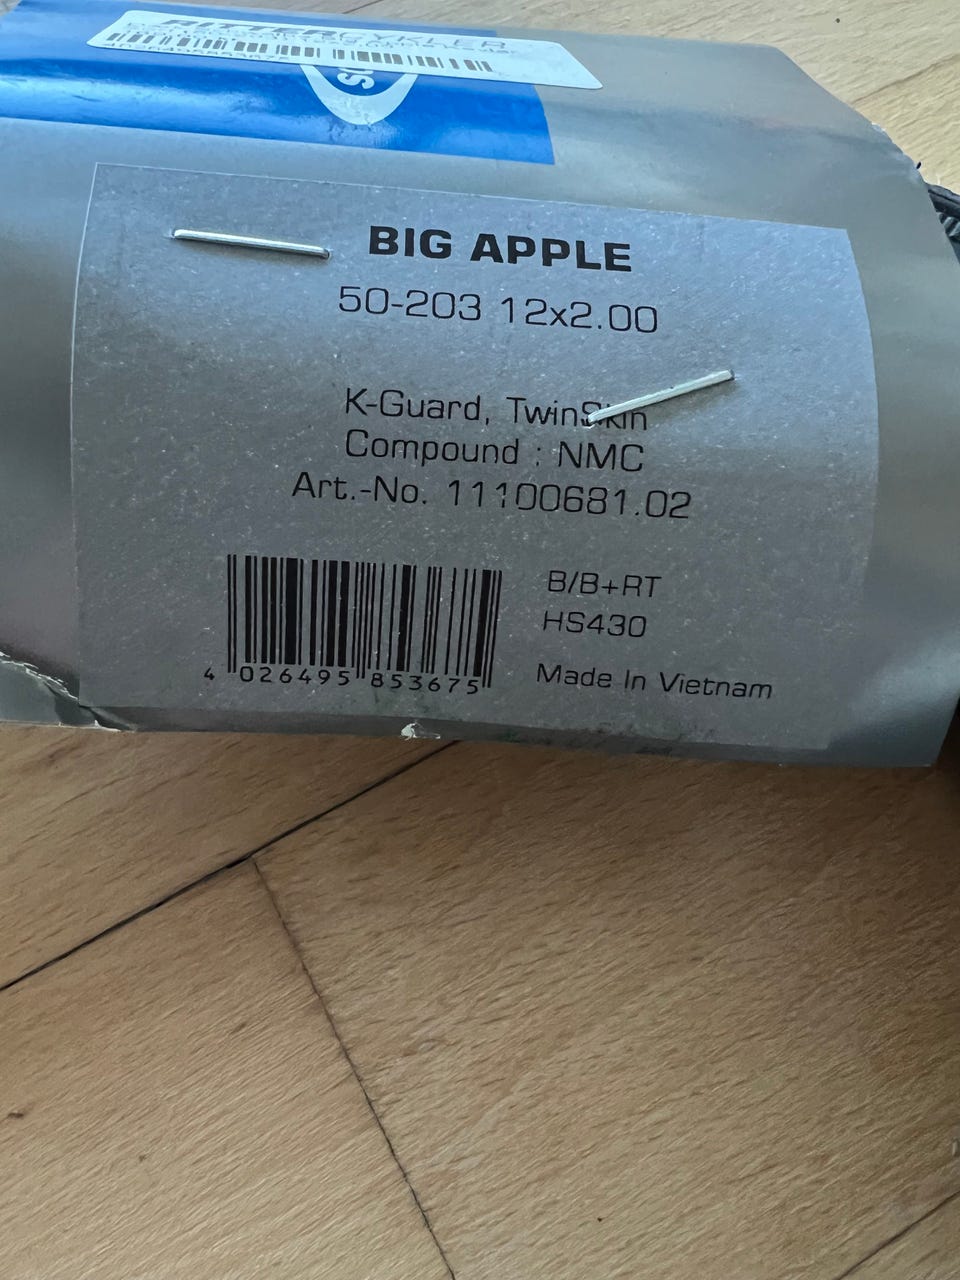 RITTERCYKLER
BIG APPLE
50-203 12x2.00
K-Guard, TwinSkin
Compound : NMC
Art.-No. 11100681.02
B/B+RT
HS430
4 026495 853675
Made In Vietnam